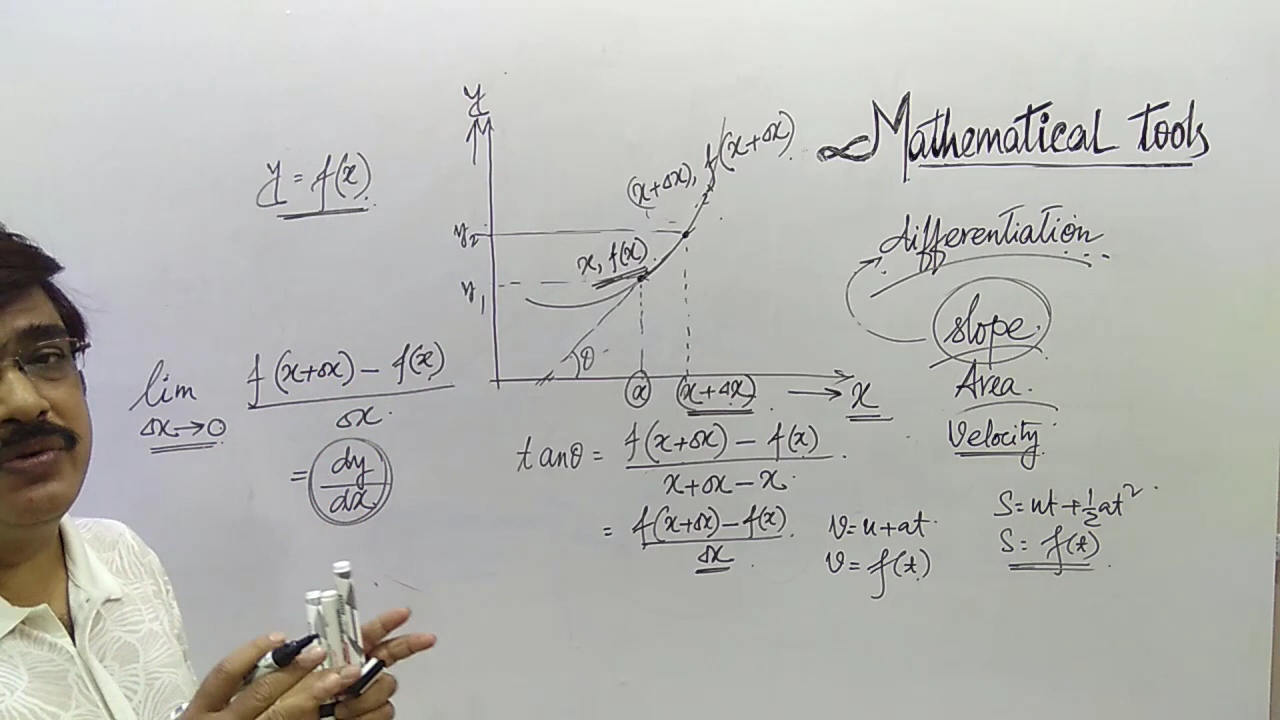 Mathematical Tools
differentiation
slope
Area
Velocity
y = f(x)
y
(x+Δx), f(x+Δx)
y₂
x, f(x)
y₁
θ
x
(x+Δx)
x
lim Δx→0 f(x+Δx) – f(x) / Δx
= dy/dx
tanθ = f(x+Δx) – f(x) / x+Δx – x
= f(x+Δx) – f(x) / Δx
v = u + at
v = f(t)
S = ut + ½at²
S = f(t)